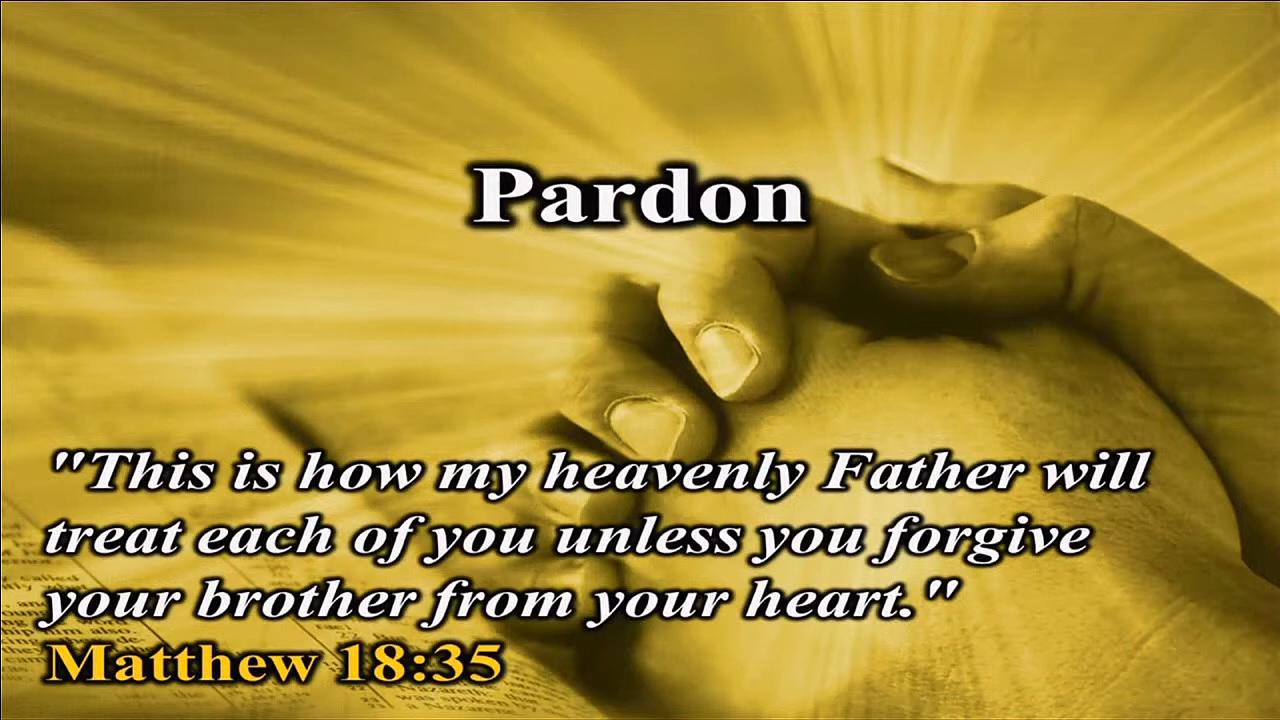 Pardon
"This is how my heavenly Father will
treat each of you unless you forgive
your brother from your heart."
Matthew 18:35